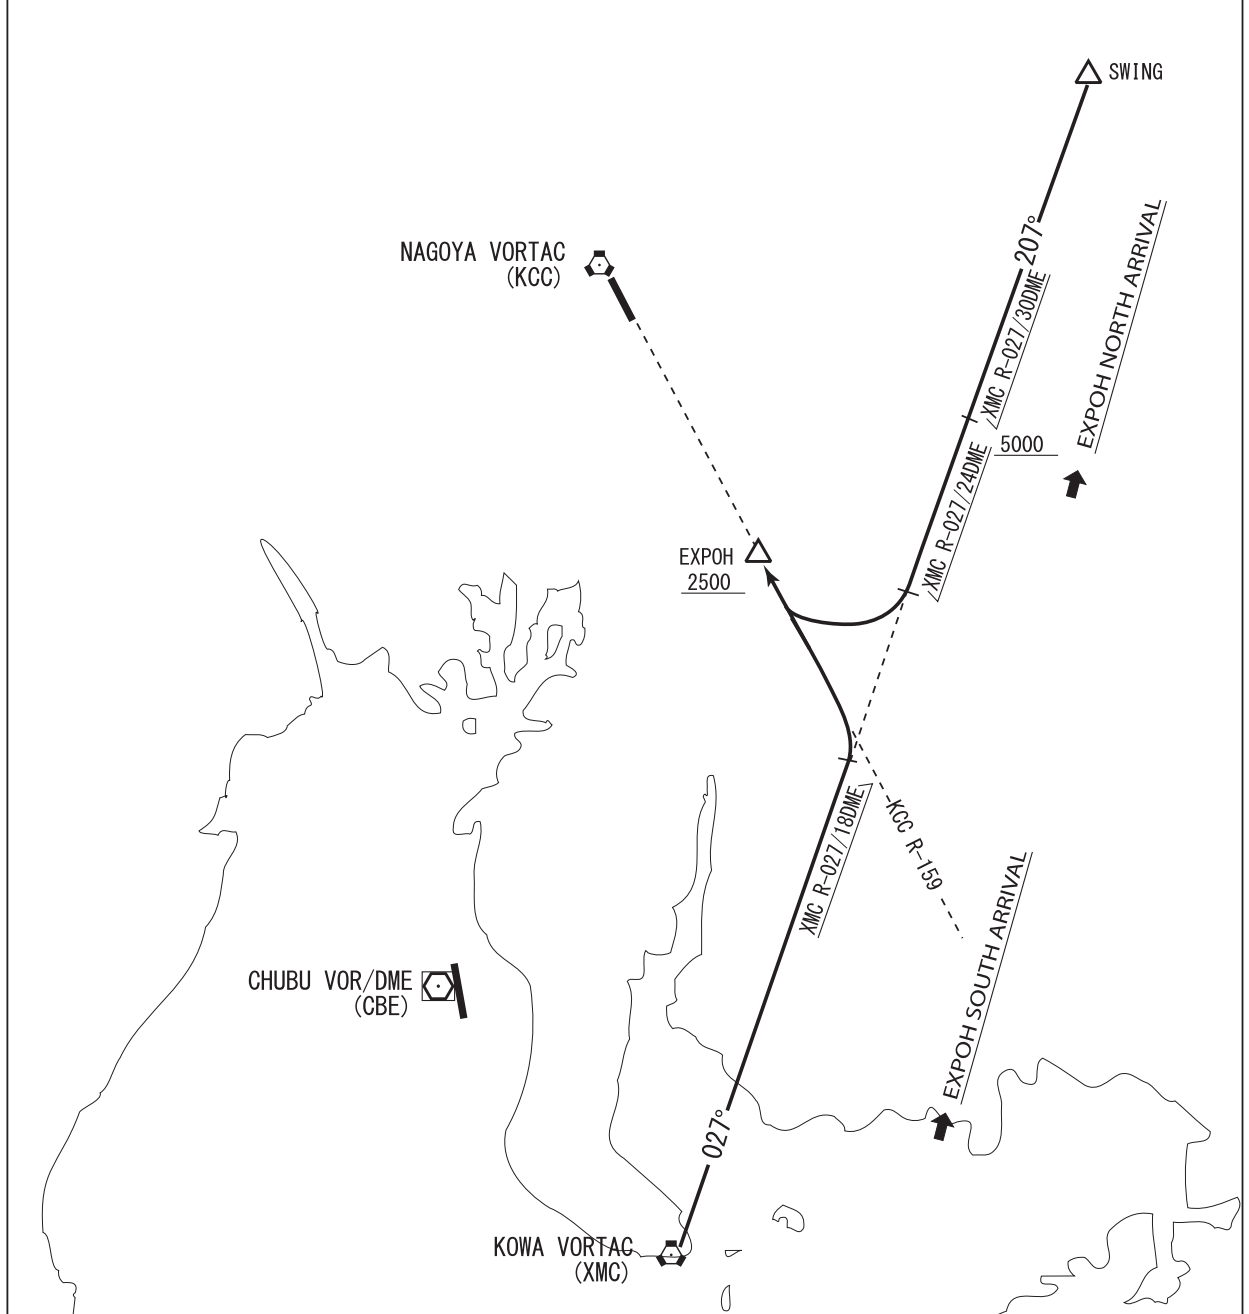 SWING
207°
NAGOYA VORTAC
(KCC)
XMC R-027/30DME
EXPOH NORTH ARRIVAL
5000
XMC R-027/24DME
EXPOH
2500
XMC R-027/18DME
KCC R-159
EXPOH SOUTH ARRIVAL
CHUBU VOR/DME
(CBE)
027°
KOWA VORTAC
(XMC)